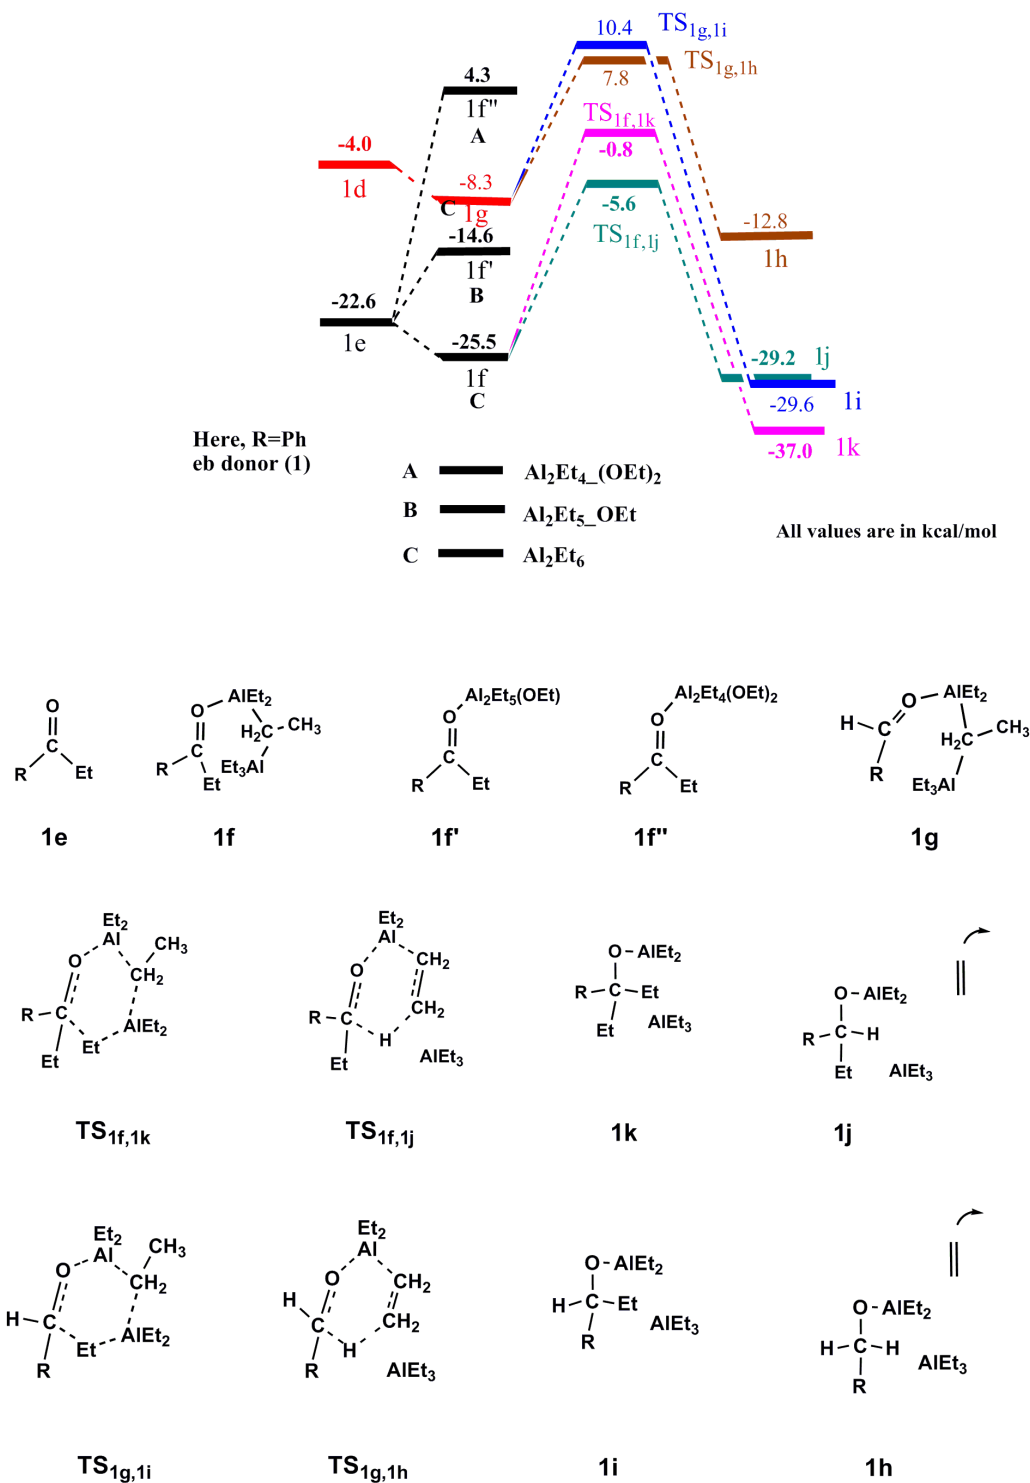 10.4
TS1g,1i
7.8
TS1g,1h
4.3
1f''
A
TS1f,1k
-0.8
-4.0
1d
-8.3
C 1g
-5.6
TS1f,lj
-14.6
1f'
B
-12.8
1h
-22.6
1e
-25.5
1f
C
-29.2
lj
-29.6
1i
-37.0
1k
Here, R=Ph
eb donor (1)
A Al2Et4_(OEt)2
B Al2Et5_OEt
C Al2Et6
All values are in kcal/mol
O
C
R Et
1e
AlEt2
O
H2C CH3
C
R Et3Al
Et
1f
Al2Et5(OEt)
O
C
R Et
1f'
Al2Et4(OEt)2
O
C
R Et
1f''
H O AlEt2
C
CH3
H2C
R
Et3Al
1g
Et2
Al
CH3
O
CH2
R C
AlEt2
Et
Et
TS1f,1k
Et2
Al
O CH2
CH2
R C
H
AlEt3
Et
TS1f,1j
O AlEt2
R C Et
AlEt3
Et
1k
O AlEt2
R C H
Et AlEt3
1j
Et2
Al
CH3
O
CH2
H C
AlEt2
Et
R
TS1g,1i
Et2
Al
O CH2
H
C CH2
H
R AlEt3
TS1g,1h
O AlEt2
H C Et
AlEt3
R
1i
O AlEt2
H C H
AlEt3
R
1h